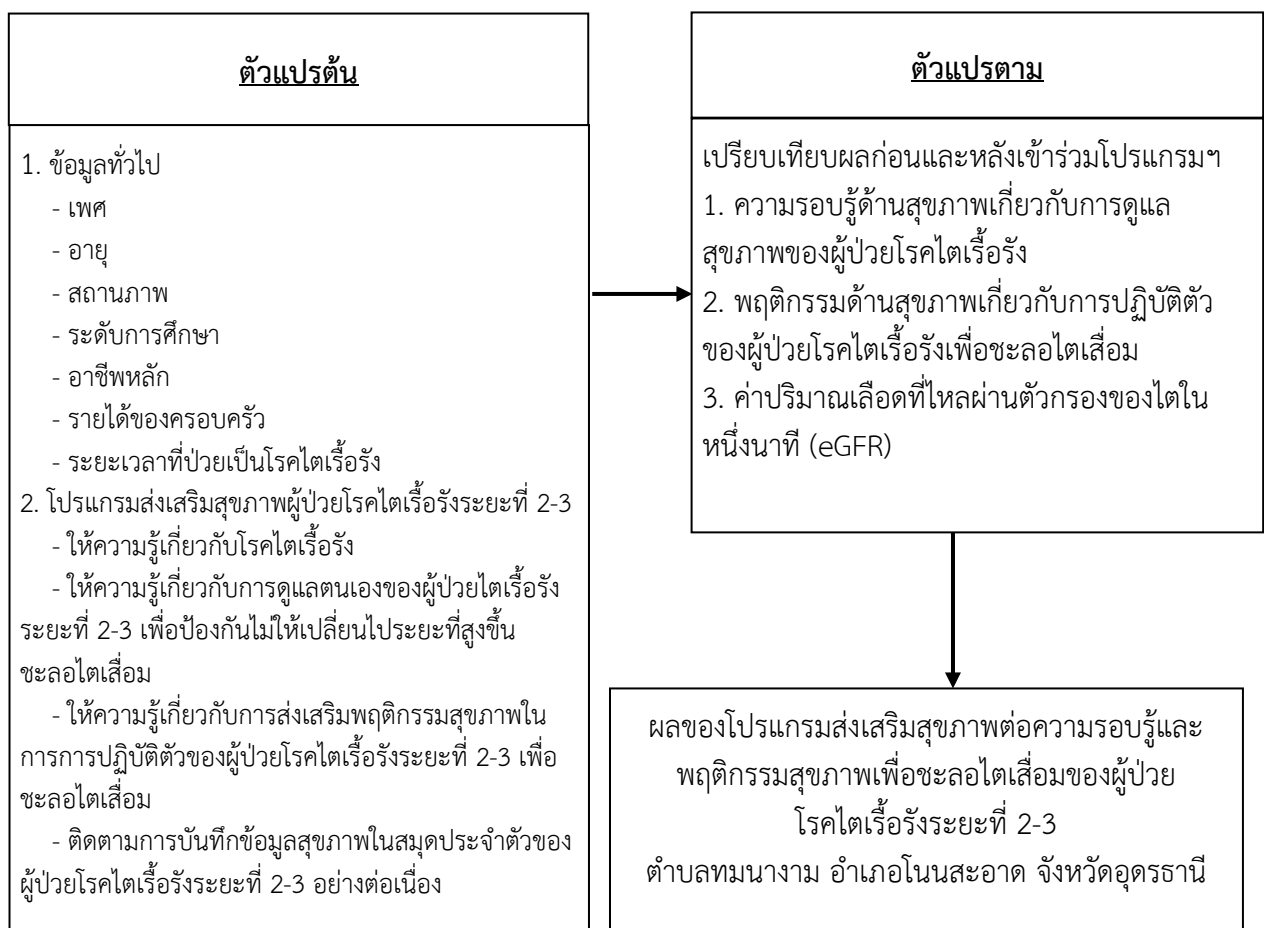 ตัวแปรต้น
1. ข้อมูลทั่วไป
- เพศ
- อายุ
- สถานภาพ
- ระดับการศึกษา
- อาชีพหลัก
- รายได้ของครอบครัว
- ระยะเวลาที่ป่วยเป็นโรคไตเรื้อรัง
2. โปรแกรมส่งเสริมสุขภาพผู้ป่วยโรคไตเรื้อรังระยะที่ 2-3
- ให้ความรู้เกี่ยวกับโรคไตเรื้อรัง
- ให้ความรู้เกี่ยวกับการดูแลตนเองของผู้ป่วยไตเรื้อรัง
ระยะที่ 2-3 เพื่อป้องกันไม่ให้เปลี่ยนไประยะที่สูงขึ้น
ชะลอไตเสื่อม
- ให้ความรู้เกี่ยวกับการส่งเสริมพฤติกรรมสุขภาพใน
การการปฏิบัติตัวของผู้ป่วยโรคไตเรื้อรังระยะที่ 2-3 เพื่อ
ชะลอไตเสื่อม
- ติดตามการบันทึกข้อมูลสุขภาพในสมุดประจำตัวของ
ผู้ป่วยโรคไตเรื้อรังระยะที่ 2-3 อย่างต่อเนื่อง
ตัวแปรตาม
เปรียบเทียบผลก่อนและหลังเข้าร่วมโปรแกรมฯ
1. ความรอบรู้ด้านสุขภาพเกี่ยวกับการดูแล
สุขภาพของผู้ป่วยโรคไตเรื้อรัง
2. พฤติกรรมด้านสุขภาพเกี่ยวกับการปฏิบัติตัว
ของผู้ป่วยโรคไตเรื้อรังเพื่อชะลอไตเสื่อม
3. ค่าปริมาณเลือดที่ไหลผ่านตัวกรองของไตใน
หนึ่งนาที (eGFR)
ผลของโปรแกรมส่งเสริมสุขภาพต่อความรอบรู้และ
พฤติกรรมสุขภาพเพื่อชะลอไตเสื่อมของผู้ป่วย
โรคไตเรื้อรังระยะที่ 2-3
ตำบลทมนางาม อำเภอโนนสะอาด จังหวัดอุดรธานี